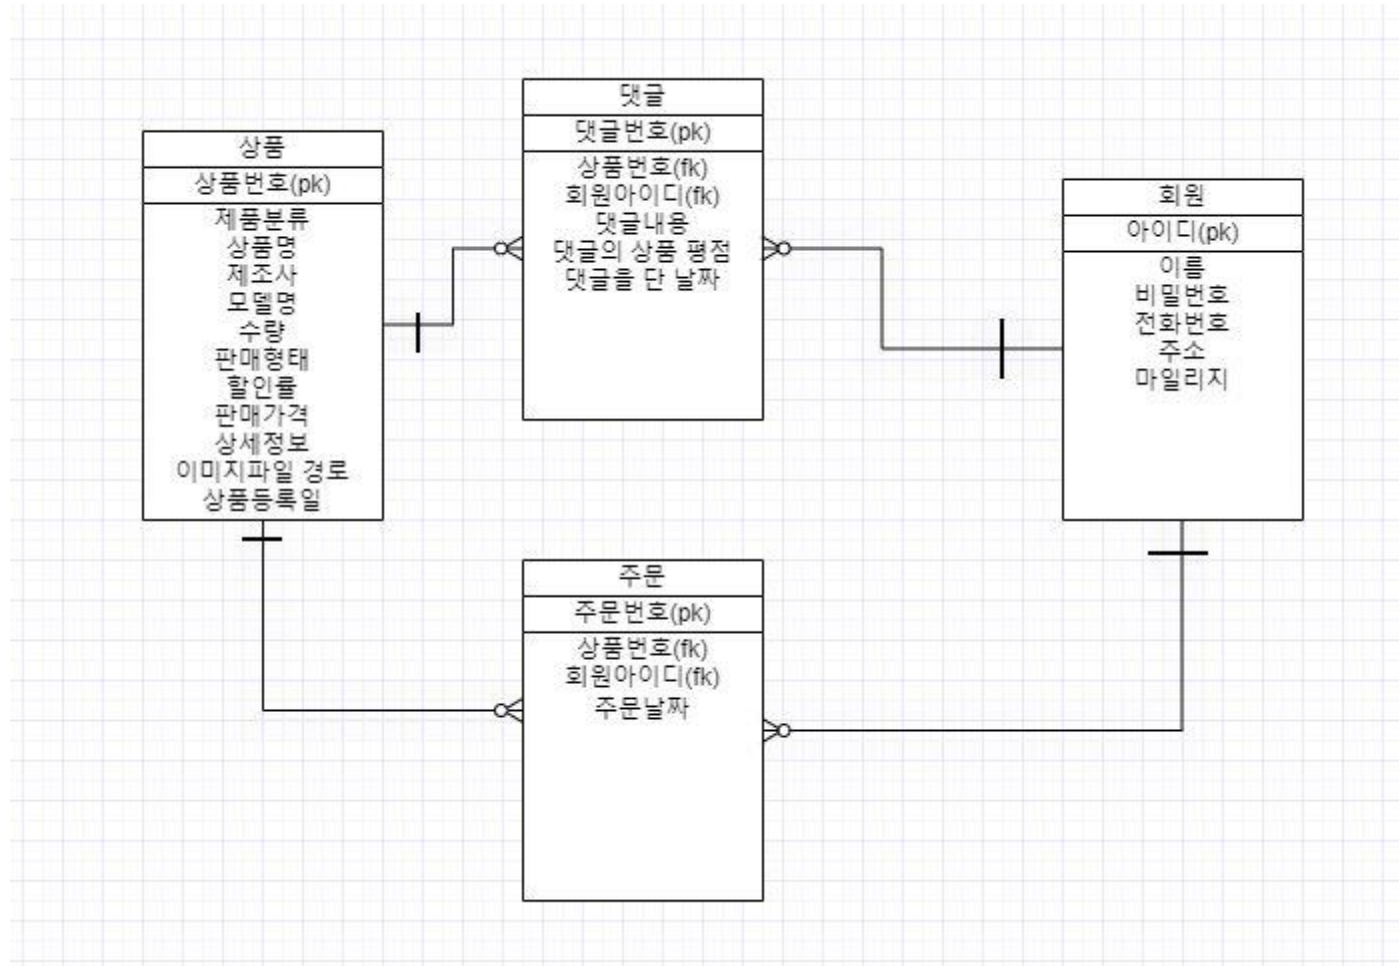 상품
상품번호(pk)
제품분류
상품명
제조사
모델명
수량
판매형태
할인률
판매가격
상세정보
이미지파일 경로
상품등록일
댓글
댓글번호(pk)
상품번호(fk)
회원아이디(fk)
댓글내용
댓글의 상품 평점
댓글을 단 날짜
회원
아이디(pk)
이름
비밀번호
전화번호
주소
마일리지
주문
주문번호(pk)
상품번호(fk)
회원아이디(fk)
주문날짜